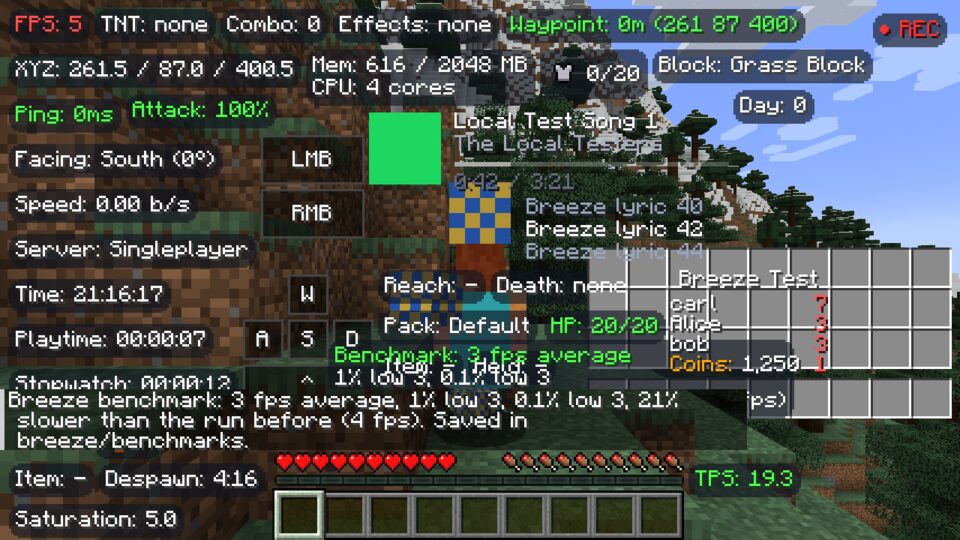 FPS: 5 TNT: none Combo: 0 Effects: none Waypoint: 0m (261 87 400) REC
XYZ: 261.5 / 87.0 / 400.5
Mem: 616 / 2048 MB
CPU: 4 cores
0/20
Block: Grass Block
Day: 0
Ping: 0ms
Attack: 100%
Local Test Song 1
The Local Testers
Facing: South (0°)
LMB
0:42 / 3:21
Speed: 0.00 b/s
RMB
Breeze lyric 40
Breeze lyric 42
Breeze lyric 44
Server: Singleplayer
Breeze Test
Reach: - Death: none
Time: 21:16:17
W
carl 7
Alice 3
bob 3
Coins: 1,250 1
Pack: Default HP: 20/20
Playtime: 00:00:07
A S D
Benchmark: 3 fps average
Item: - Held: -
1% low 3, 0.1% low 3
Stopwatch: 00:00:12
^
Breeze benchmark: 3 fps average, 1% low 3, 0.1% low 3, 21%
slower than the run before (4 fps). Saved in
breeze/benchmarks.
fps)
Item: - Despawn: 4:16
TPS: 19.3
Saturation: 5.0